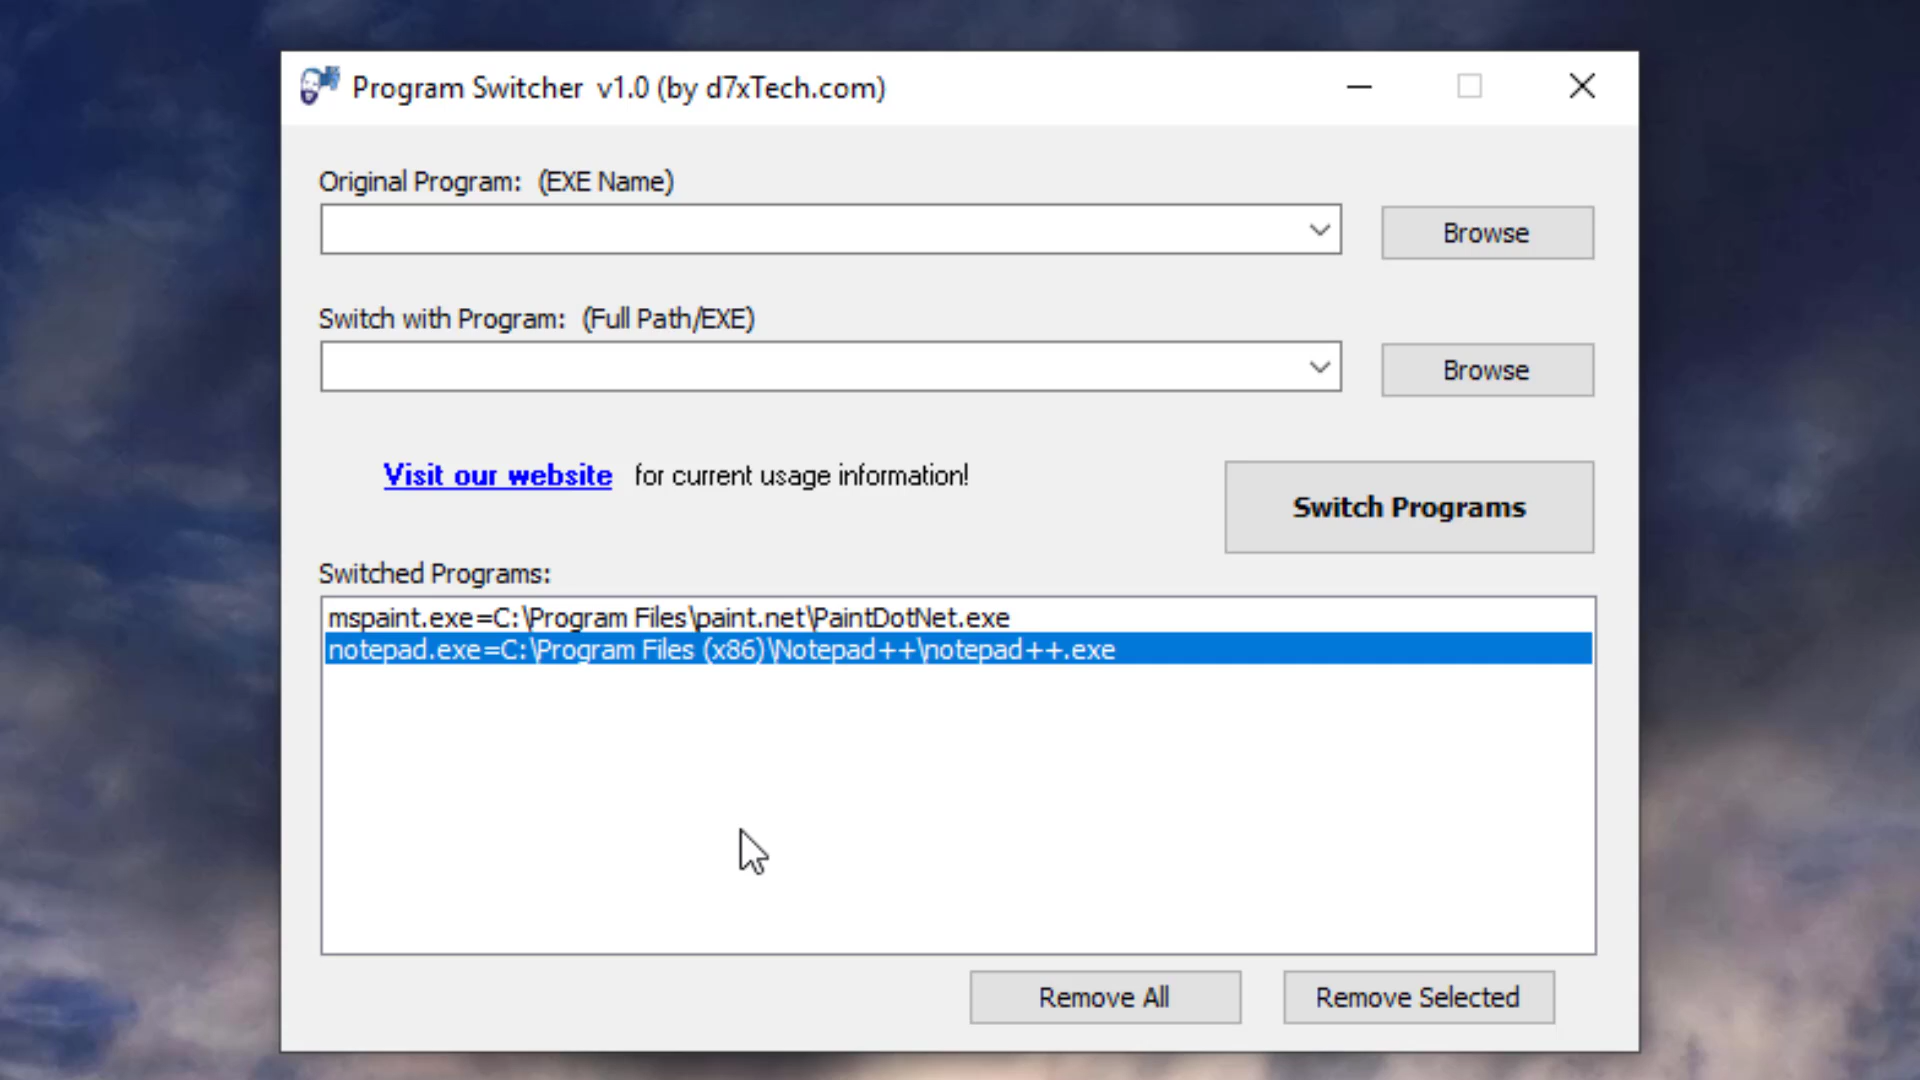 Program Switcher v1.0 (by d7xTech.com)
Original Program: (EXE Name)
Browse
Switch with Program: (Full Path/EXE)
Browse
Visit our website for current usage information!
Switch Programs
Switched Programs:
mspaint.exe=C:\Program Files\paint.net\PaintDotNet.exe
notepad.exe=C:\Program Files (x86)\Notepad++\notepad++.exe
Remove All
Remove Selected